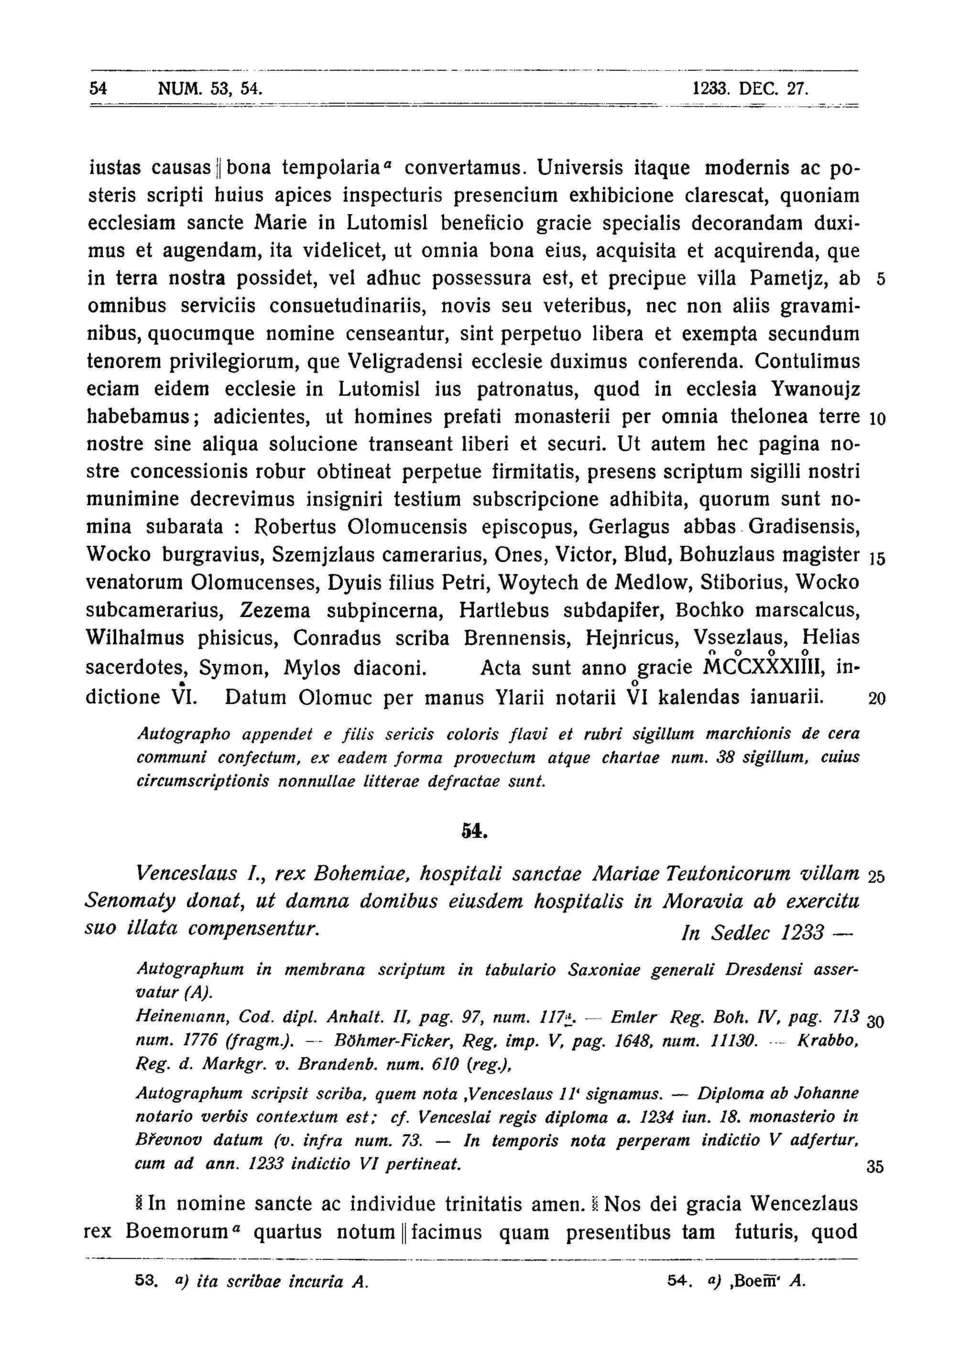 54 NUM. 53, 54. 1233. DEC. 27.
iustas causas || bona tempolaria a convertamus. Universis itaque modernis ac po-
steris scripti huius apices inspecturis presencium exhibicione clarescat, quoniam
ecclesiam sancte Marie in Lutomisl beneficio gracie specialis decorandam duxi-
mus et augendam, ita videlicet, ut omnia bona eius, acquisita et acquirenda, que
in terra nostra possidet, vel adhuc possessura est, et precipue villa Pametjz, ab 5
omnibus serviciis consuetudinariis, novis seu veteribus, nec non aliis gravami-
nibus, quocumque nomine censeantur, sint perpetuo libera et exempta secundum
tenorem privilegiorum, que Veligradensi ecclesie duximus conferenda. Contulimus
eciam eidem ecclesie in Lutomisl ius patronatus, quod in ecclesia Ywanoujz
habebamus; adicientes, ut homines prefati monasterii per omnia thelonea terre 10
nostre sine aliqua solucione transeant liberi et securi. Ut autem hec pagina no-
stre concessionis robur obtineat perpetue firmitatis, presens scriptum sigilli nostri
munimine decrevimus insigniri testium subscripcione adhibita, quorum sunt no-
mina subarata : Robertus Olomucensis episcopus, Gerlagus abbas Gradisensis,
Wocko burgravius, Szemjzlaus camerarius, Ones, Victor, Blud, Bohuzlaus magister 15
venatorum Olomucenses, Dyuis filius Petri, Woytech de Medlow, Stiborius, Wocko
subcamerarius, Zezema subpincerna, Hartlebus subdapifer, Bochko marscalcus,
Wilhalmus phisicus, Conradus scriba Brennensis, Hejnricus, Vssezlaus, Helias
sacerdotes, Symon, Mylos diaconi. Acta sunt anno gracie MCCXXXIIII, in-
dictione VI. Datum Olomuc per manus Ylarii notarii VI kalendas ianuarii. 20
Autographo appendet e filis sericis coloris flavi et rubri sigillum marchionis de cera
communi confectum, ex eadem forma provectum atque chartae num. 38 sigillum, cuius
circumscriptionis nonnullae litterae defractae sunt.
54.
Venceslaus I., rex Bohemiae, hospitali sanctae Mariae Teutonicorum villam 25
Senomaty donat, ut damna domibus eiusdem hospitalis in Moravia ab exercitu
suo illata compensentur. In Sedlec 1233 —
Autographum in membrana scriptum in tabulario Saxoniae generali Dresdensi asser-
vatur (A).
Heinemann, Cod. dipl. Anhalt. II, pag. 97, num. 117a. — Emler Reg. Boh. IV, pag. 713 30
num. 1776 (fragm.). — Böhmer-Ficker, Reg. imp. V, pag. 1648, num. 11130. — Krabbo,
Reg. d. Markgr. v. Brandenb. num. 610 (reg.),
Autographum scripsit scriba, quem nota ‚Venceslaus 11‘ signamus. — Diploma ab Johanne
notario verbis contextum est; cf. Venceslai regis diploma a. 1234 iun. 18. monasterio in
Břevnov datum (v. infra num. 73. — In temporis nota perperam indictio V adfertur,
cum ad ann. 1233 indictio VI pertineat. 35
In nomine sancte ac individue trinitatis amen. Nos dei gracia Wencezlaus
rex Boemorum a quartus notum || facimus quam presentibus tam futuris, quod
53. a) ita scribae incuria A. 54. a) ‚Boem̄‘ A.